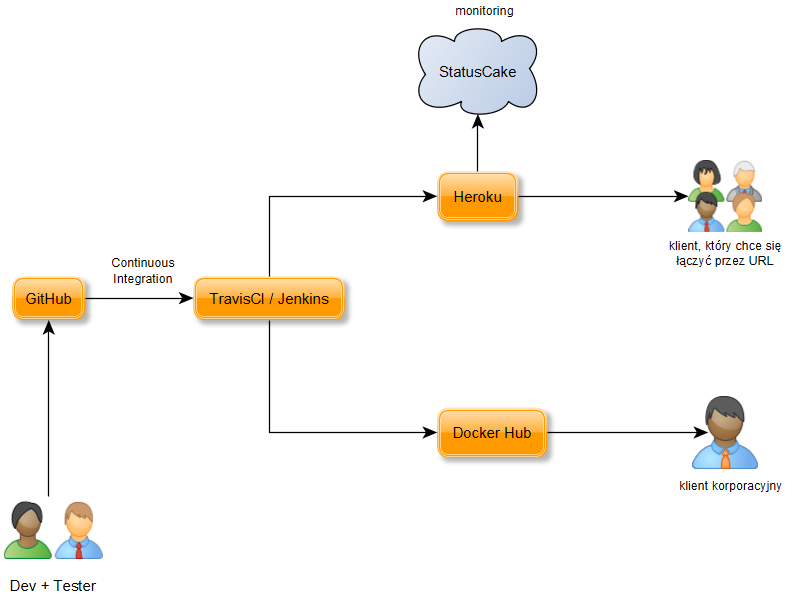 monitoring
StatusCake
Heroku
klient, który chce się
łączyć przez URL
Continuous
Integration
GitHub
TravisCI / Jenkins
Docker Hub
klient korporacyjny
Dev + Tester